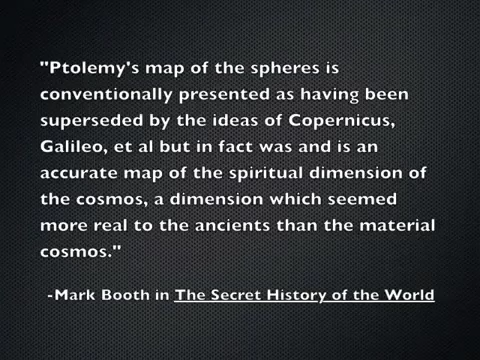 "Ptolemy's map of the spheres is
conventionally presented as having been
superseded by the ideas of Copernicus,
Galileo, et al but in fact was and is an
accurate map of the spiritual dimension of
the cosmos, a dimension which seemed
more real to the ancients than the material
cosmos."
-Mark Booth in The Secret History of the World